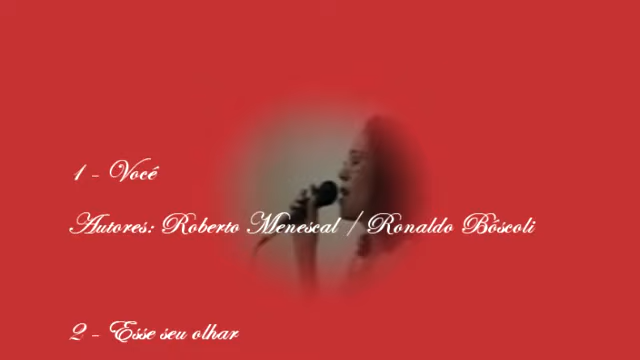 1 - Você
Autores: Roberto Menescal / Ronaldo Bôscoli
2 - Esse seu olhar